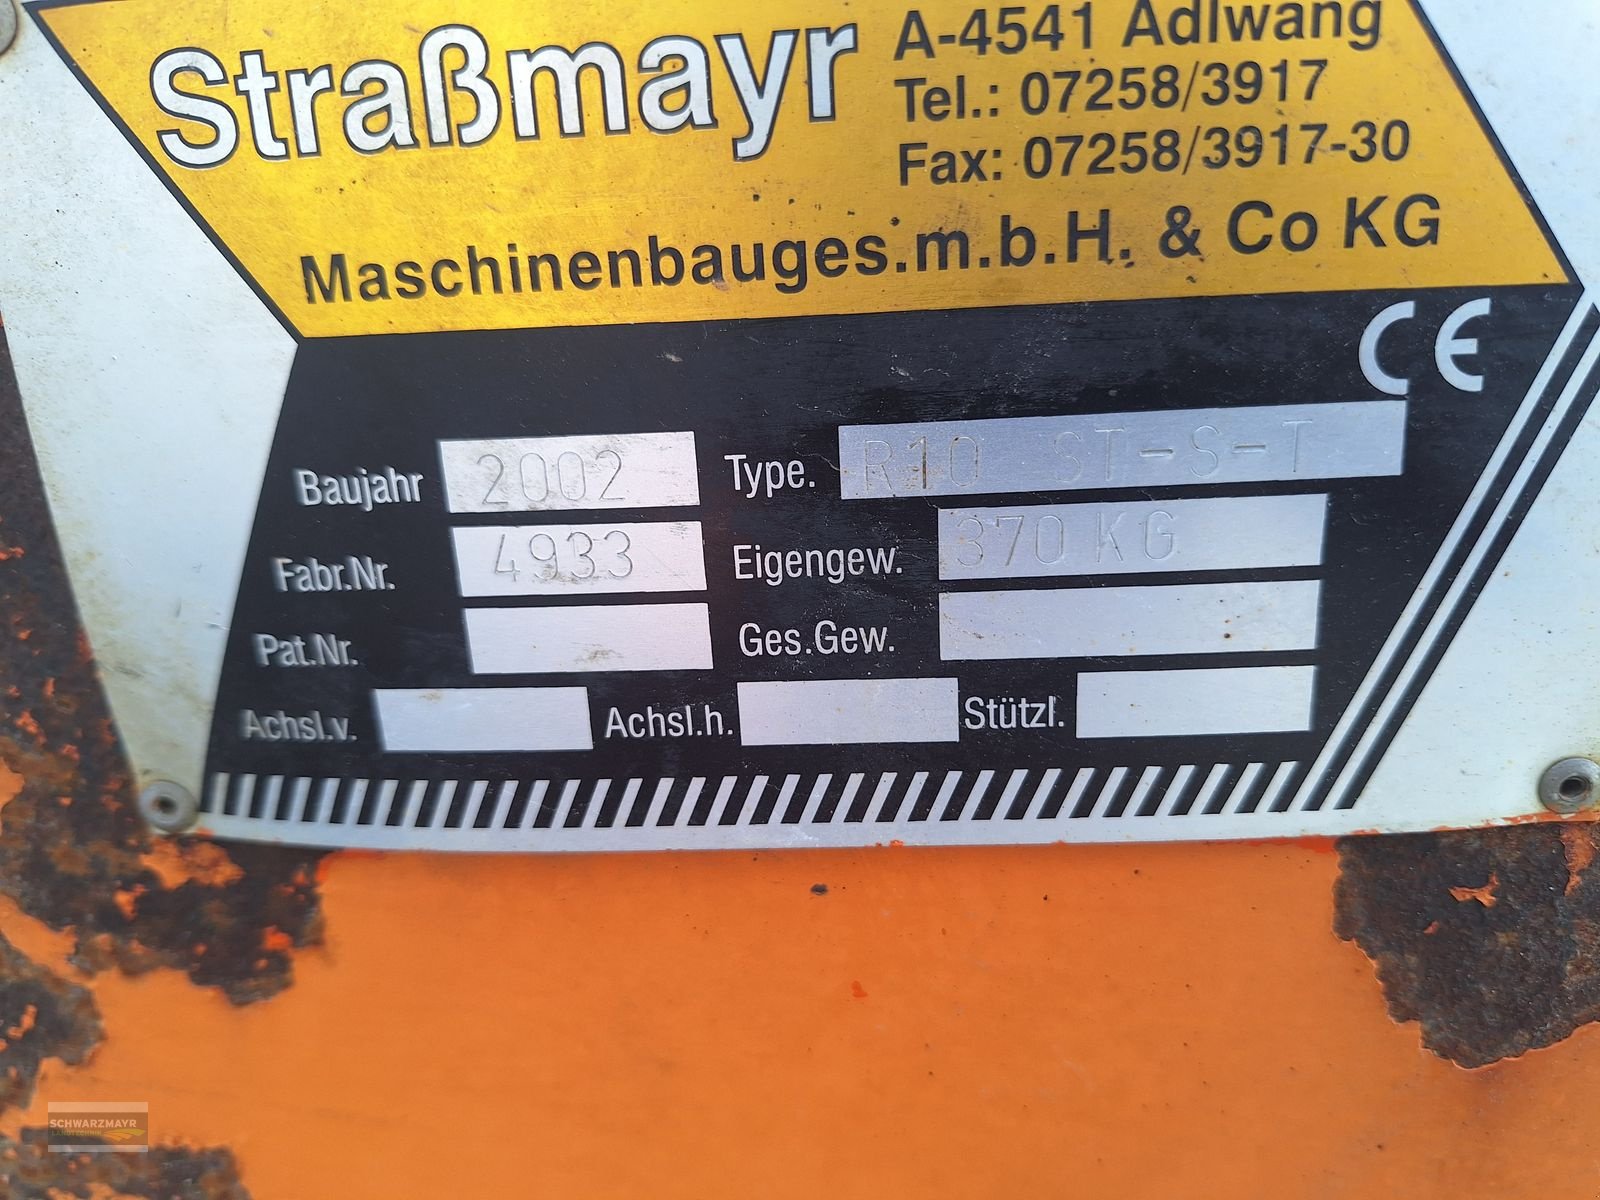 Straßmayr
A-4541 Adlwang
Tel.: 07258/3917
Fax: 07258/3917-30
Maschinenbauges.m.b.H. & Co KG
CE
Baujahr 2002 Type. R10 ST-S-T
Fabr.Nr. 4933 Eigengew. 370 KG
Pat.Nr. Ges.Gew.
Achsl.v. Achsl.h. Stützl.
SCHWARZMAYR
LANDTECHNIK